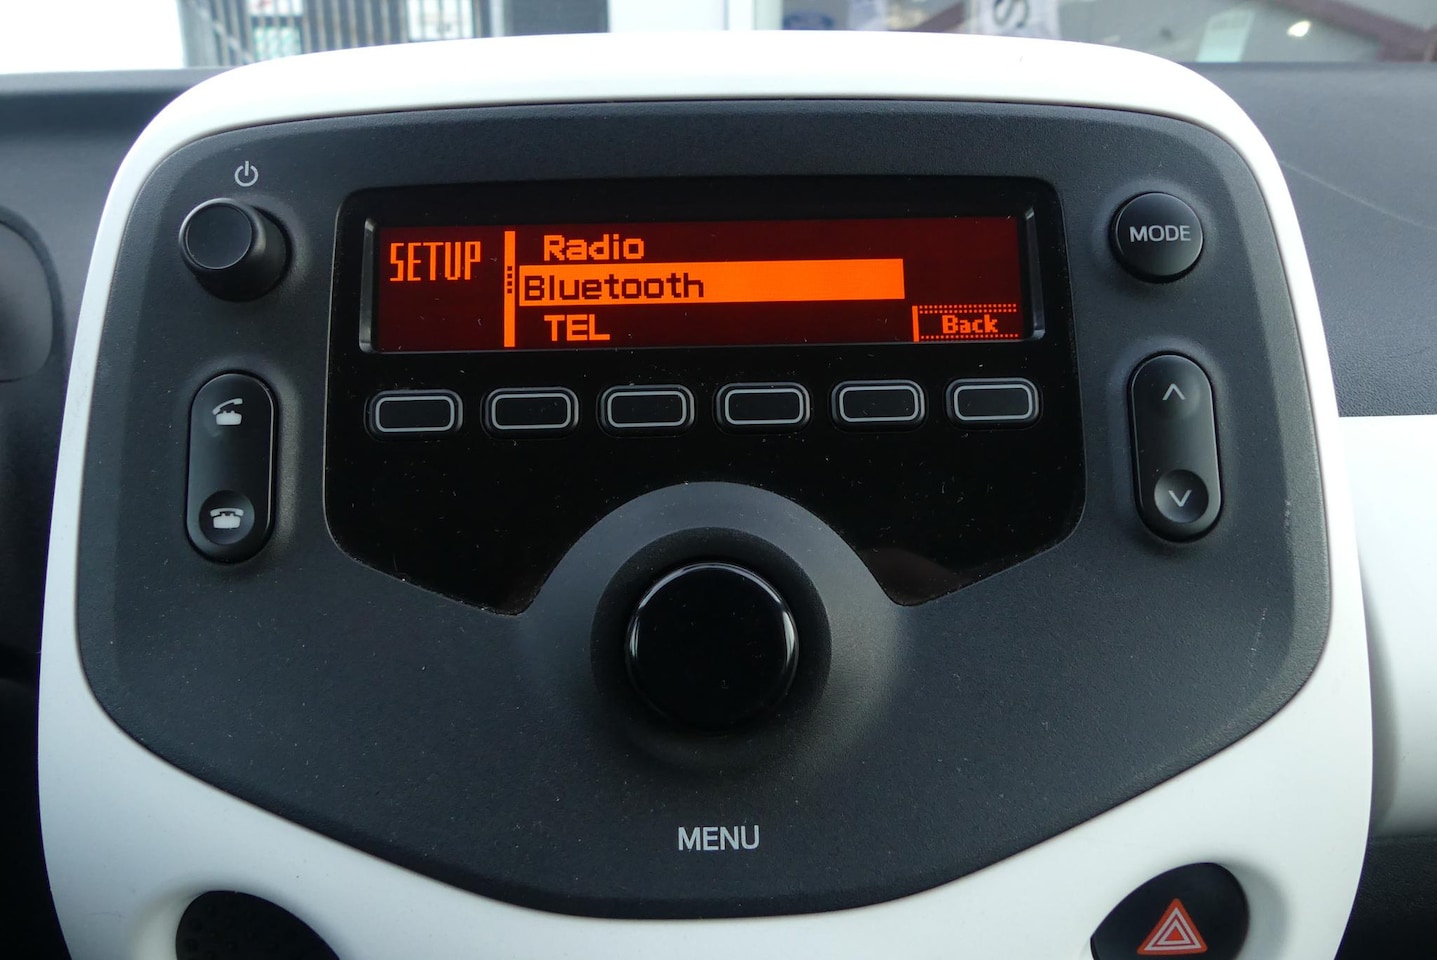 SETUP
Radio
Bluetooth
TEL
Back
MODE
MENU